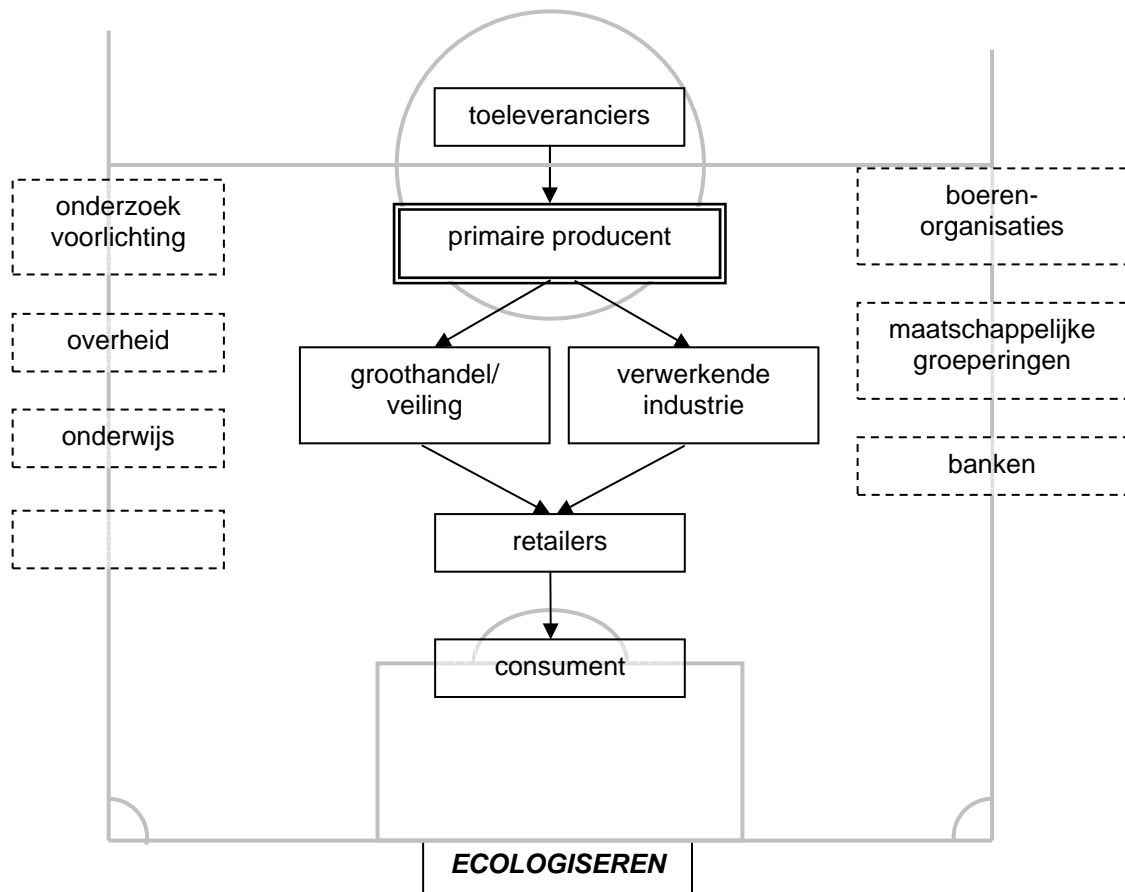 toeleveranciers
onderzoek
voorlichting
primaire producent
boeren-
organisaties
overheid
maatschappelijke
groeperingen
groothandel/
veiling
verwerkende
industrie
onderwijs
banken
retailers
consument
ECOLOGISEREN